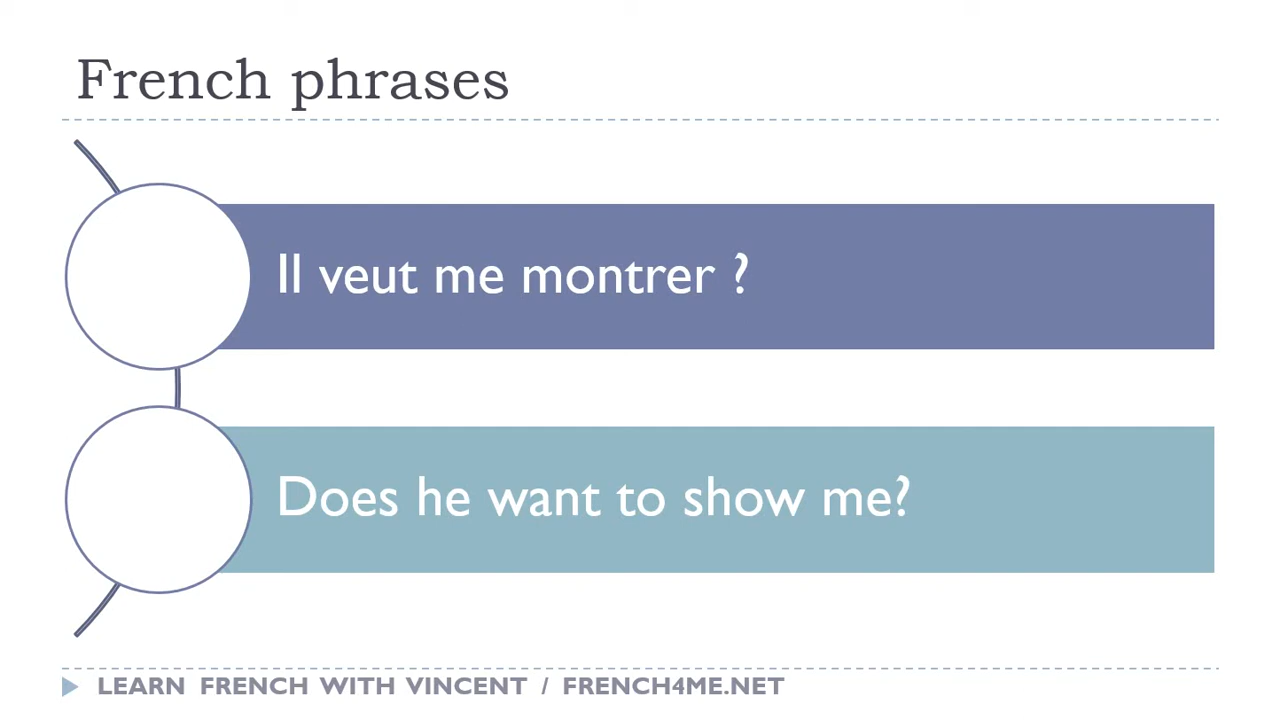 French phrases
Il veut me montrer ?
Does he want to show me?
LEARN FRENCH WITH VINCENT / FRENCH4ME.NET